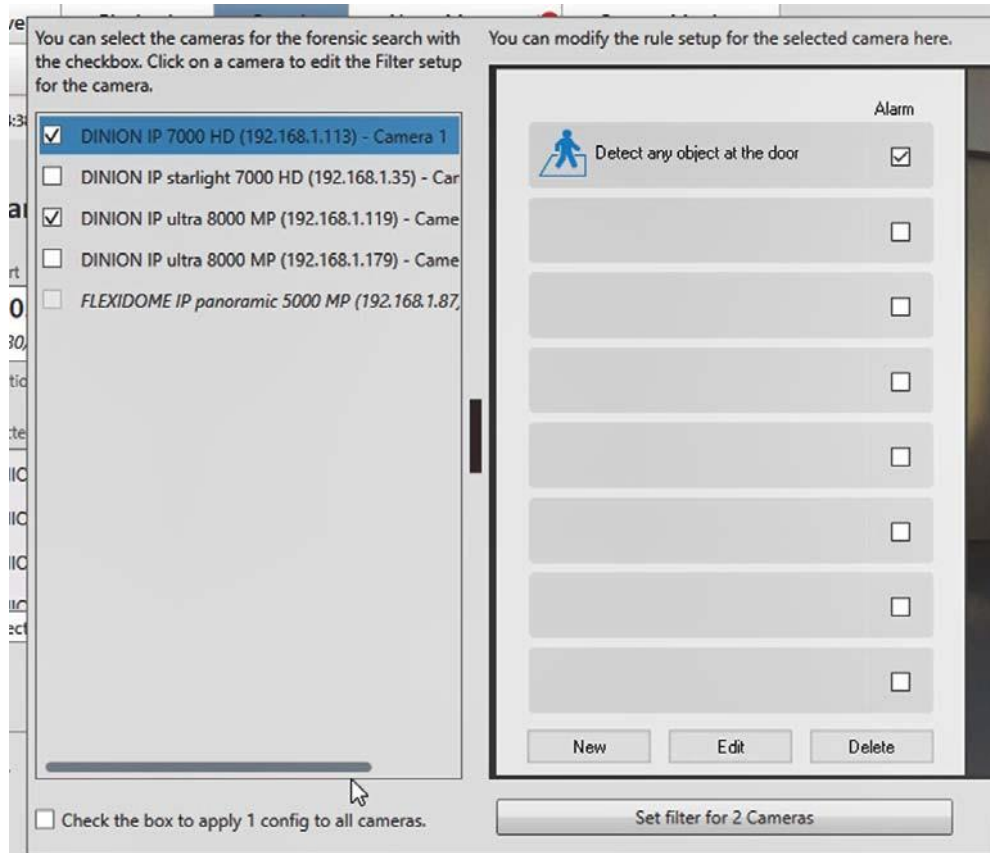 You can select the cameras for the forensic search with
the checkbox. Click on a camera to edit the Filter setup
for the camera.
DINION IP 7000 HD (192.168.1.113) - Camera 1
DINION IP starlight 7000 HD (192.168.1.35) - Car
DINION IP ultra 8000 MP (192.168.1.119) - Came
DINION IP ultra 8000 MP (192.168.1.179) - Came
FLEXIDOME IP panoramic 5000 MP (192.168.1.87)
Check the box to apply 1 config to all cameras.
You can modify the rule setup for the selected camera here.
Alarm
Detect any object at the door
New
Edit
Delete
Set filter for 2 Cameras